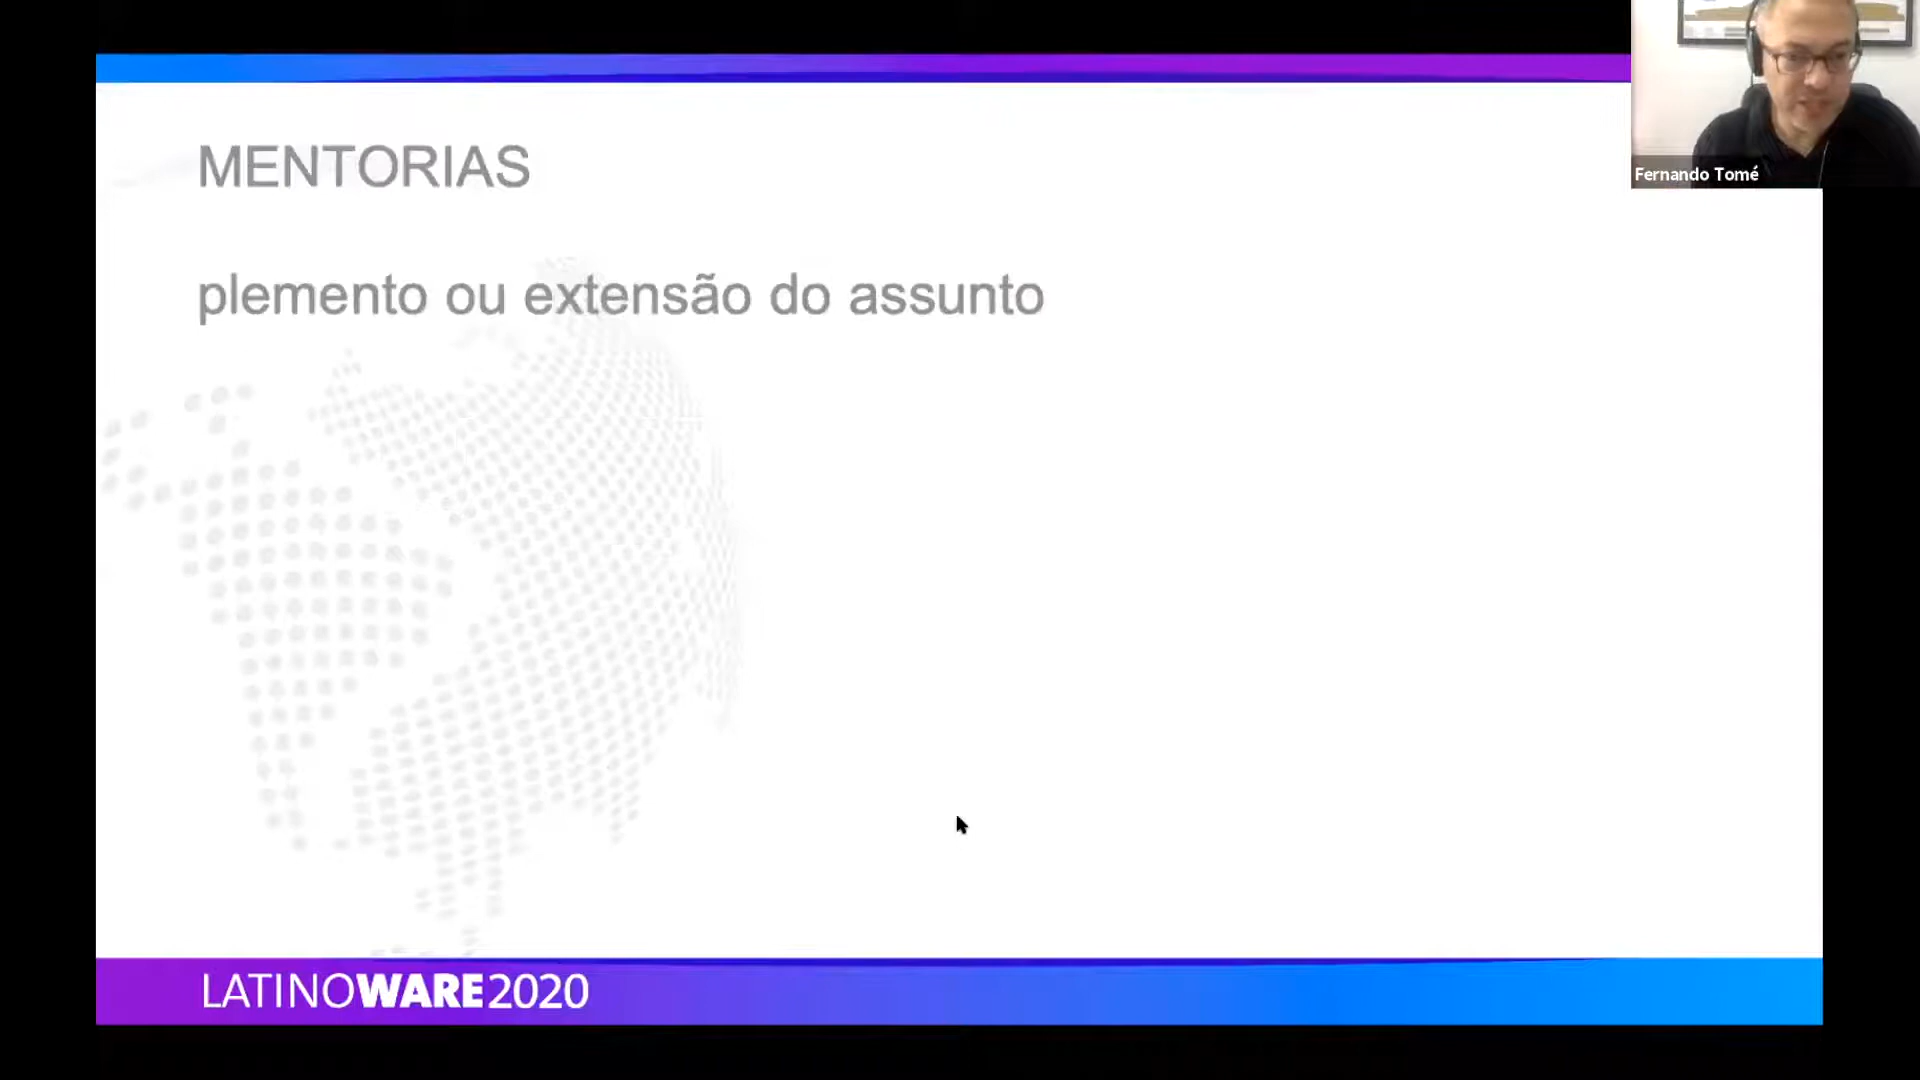 MENTORIAS
plemento ou extensão do assunto
Fernando Tomé
LATINOWARE2020